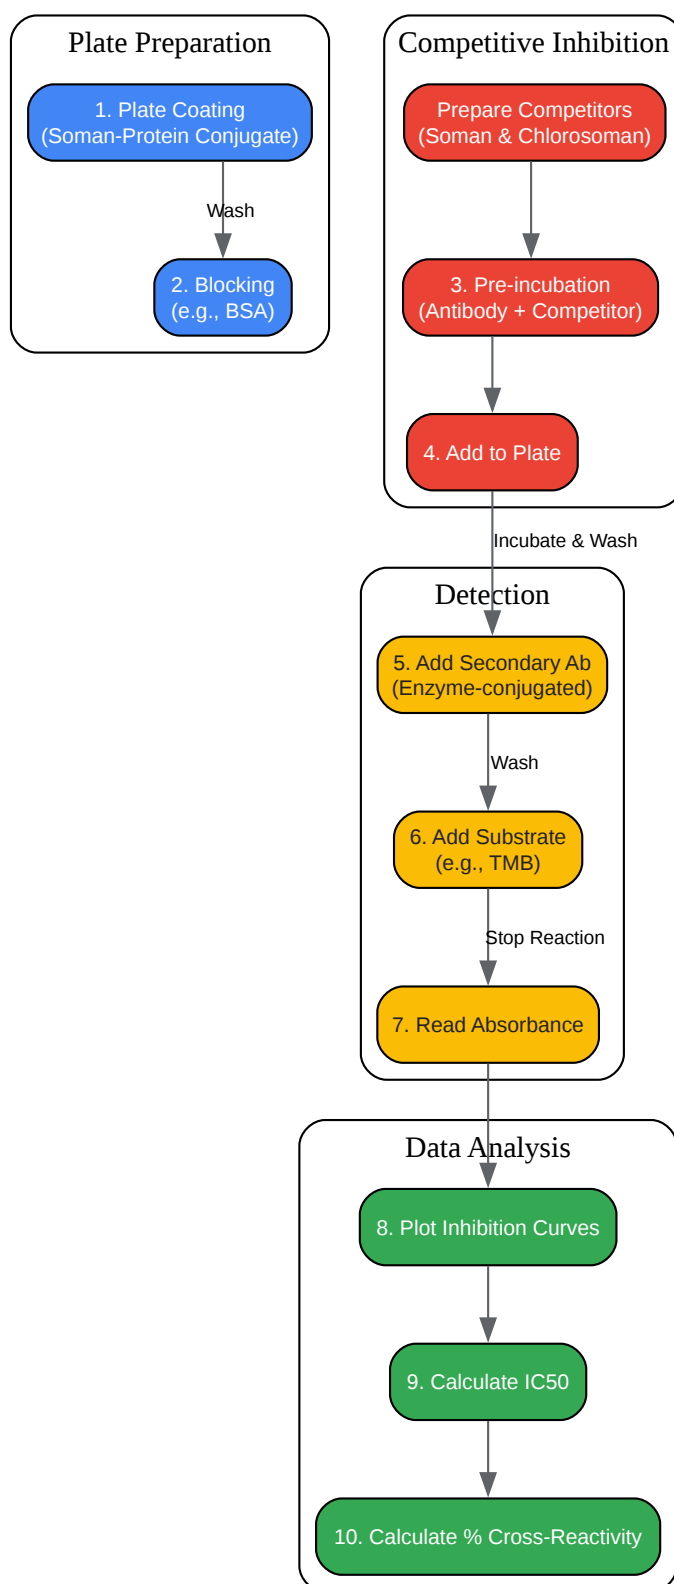 Plate Preparation
1. Plate Coating
(Soman-Protein Conjugate)
Wash
2. Blocking
(e.g., BSA)
Competitive Inhibition
Prepare Competitors
(Soman & Chlorosoman)
3. Pre-incubation
(Antibody + Competitor)
4. Add to Plate
Incubate & Wash
Detection
5. Add Secondary Ab
(Enzyme-conjugated)
Wash
6. Add Substrate
(e.g., TMB)
Stop Reaction
7. Read Absorbance
Data Analysis
8. Plot Inhibition Curves
9. Calculate IC50
10. Calculate % Cross-Reactivity